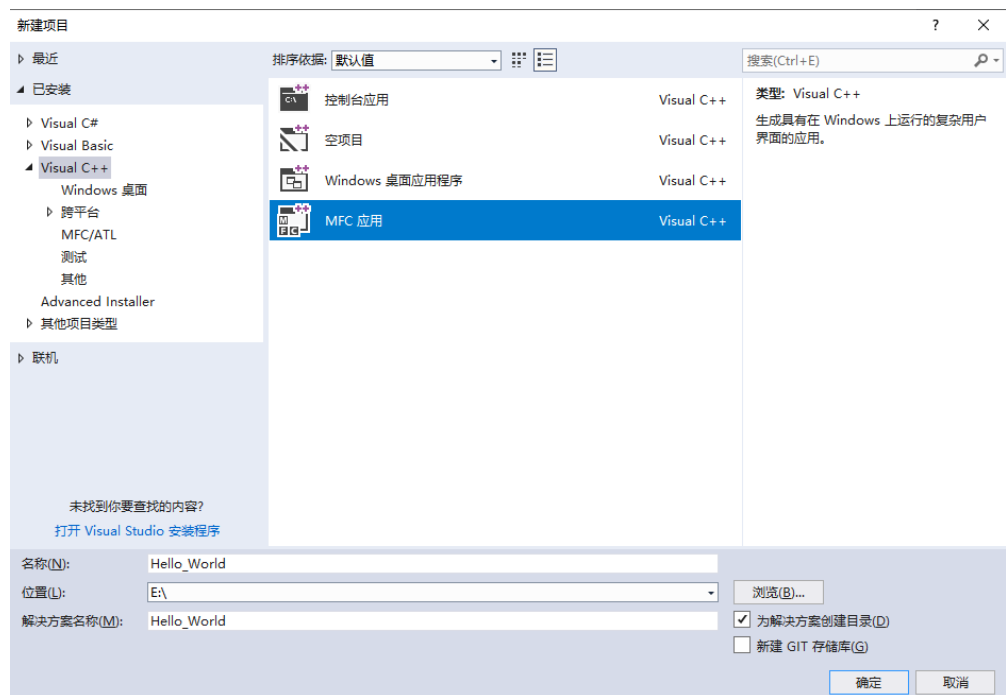 新建项目
? ×
最近
排序依据: 默认值
搜索(Ctrl+E)
已安装
Visual C#
Visual Basic
Visual C++
Windows 桌面
跨平台
MFC/ATL
测试
其他
Advanced Installer
其他项目类型
联机
未找到你要查找的内容?
打开 Visual Studio 安装程序
控制台应用 Visual C++
空项目 Visual C++
Windows 桌面应用程序 Visual C++
MFC 应用 Visual C++
类型: Visual C++
生成具有在 Windows 上运行的复杂用户
界面的应用。
名称(N): Hello_World
位置(L): E:\ 浏览(B)...
解决方案名称(M): Hello_World
为解决方案创建目录(D)
新建 GIT 存储库(G)
确定 取消